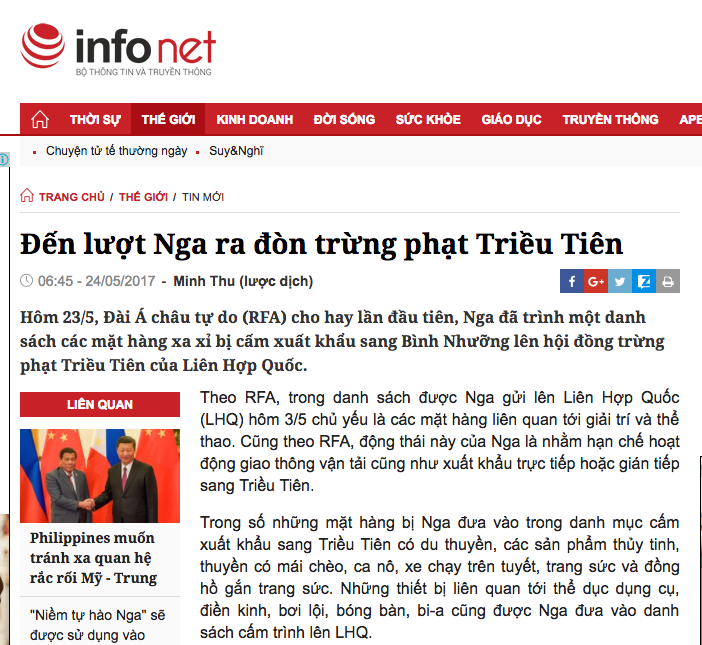 infonet
BỘ THÔNG TIN VÀ TRUYỀN THÔNG
THỜI SỰ THẾ GIỚI KINH DOANH ĐỜI SỐNG SỨC KHỎE GIÁO DỤC TRUYỀN THÔNG APE
Chuyện tử tế thường ngày Suy&Nghĩ
TRANG CHỦ / THẾ GIỚI / TIN MỚI
Đến lượt Nga ra đòn trừng phạt Triều Tiên
06:45 - 24/05/2017 - Minh Thu (lược dịch)
Hôm 23/5, Đài Á châu tự do (RFA) cho hay lần đầu tiên, Nga đã trình một danh
sách các mặt hàng xa xỉ bị cấm xuất khẩu sang Bình Nhưỡng lên hội đồng trừng
phạt Triều Tiên của Liên Hợp Quốc.
LIÊN QUAN
Philippines muốn
tránh xa quan hệ
rắc rối Mỹ - Trung
"Niềm tự hào Nga" sẽ
được sử dụng vào
Theo RFA, trong danh sách được Nga gửi lên Liên Hợp Quốc
(LHQ) hôm 3/5 chủ yếu là các mặt hàng liên quan tới giải trí và thể
thao. Cũng theo RFA, động thái này của Nga là nhằm hạn chế hoạt
động giao thông vận tải cũng như xuất khẩu trực tiếp hoặc gián tiếp
sang Triều Tiên.
Trong số những mặt hàng bị Nga đưa vào trong danh mục cấm
xuất khẩu sang Triều Tiên có du thuyền, các sản phẩm thủy tinh,
thuyền có mái chèo, ca nô, xe chạy trên tuyết, trang sức và đồng
hồ gắn trang sức. Những thiết bị liên quan tới thể dục dụng cụ,
điền kinh, bơi lội, bóng bàn, bi-a cũng được Nga đưa vào danh
sách cấm trình lên LHQ.